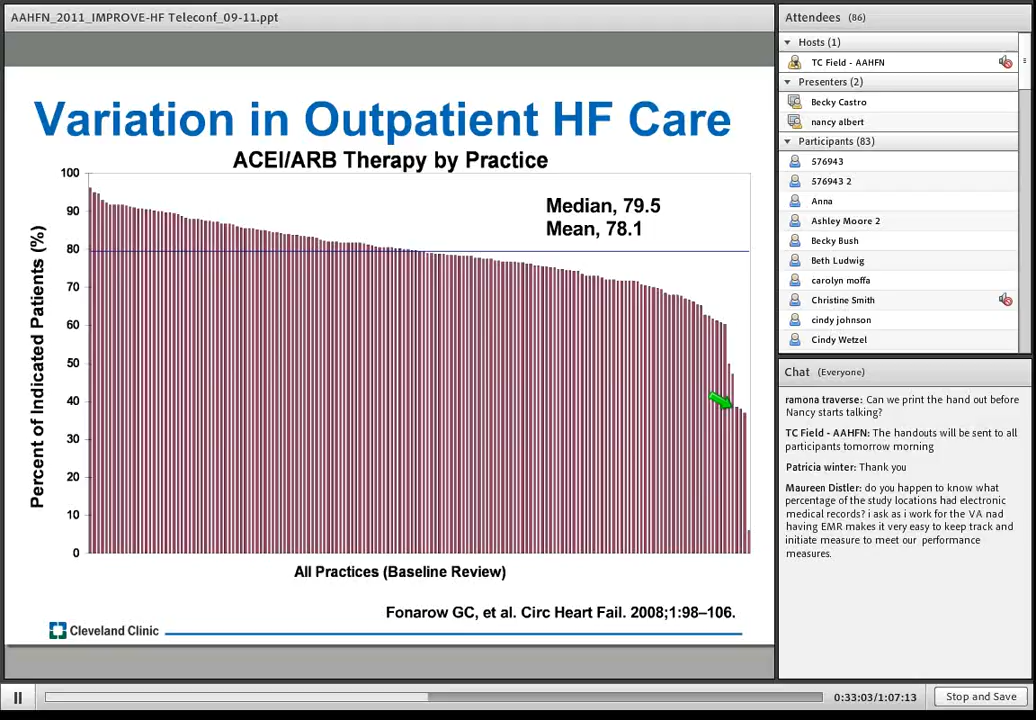 AAHFN_2011_IMPROVE-HF Teleconf_09-11.ppt
Variation in Outpatient HF Care
ACEI/ARB Therapy by Practice
Median, 79.5
Mean, 78.1
Percent of Indicated Patients (%)
100
90
80
70
60
50
40
30
20
10
0
All Practices (Baseline Review)
Fonarow GC, et al. Circ Heart Fail. 2008;1:98–106.
Cleveland Clinic
Attendees (86)
Hosts (1)
TC Field - AAHFN
Presenters (2)
Becky Castro
nancy albert
Participants (83)
576943
576943 2
Anna
Ashley Moore 2
Becky Bush
Beth Ludwig
carolyn moffa
Christine Smith
cindy johnson
Cindy Wetzel
Chat (Everyone)
ramona traverse: Can we print the hand out before
Nancy starts talking?
TC Field - AAHFN: The handouts will be sent to all
participants tomorrow morning
Patricia winter: Thank you
Maureen Distler: do you happen to know what
percentage of the study locations had electronic
medical records? i ask as i work for the VA nad
having EMR makes it very easy to keep track and
initiate measure to meet our performance
measures.
0:33:03/1:07:13
Stop and Save